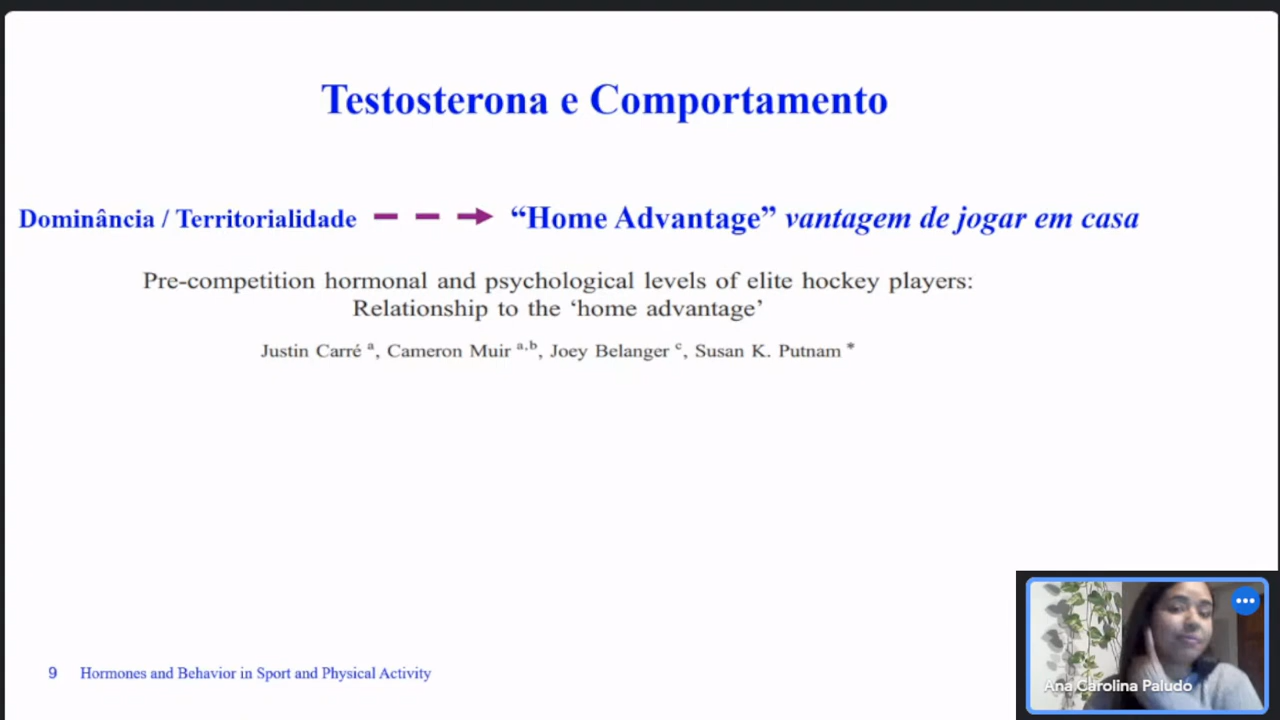 Testosterona e Comportamento
Dominância / Territorialidade
“Home Advantage” vantagem de jogar em casa
Pre-competition hormonal and psychological levels of elite hockey players:
Relationship to the ‘home advantage’
Justin Carré a, Cameron Muir a,b, Joey Belanger c, Susan K. Putnam *
9 Hormones and Behavior in Sport and Physical Activity
Ana Carolina Paludo